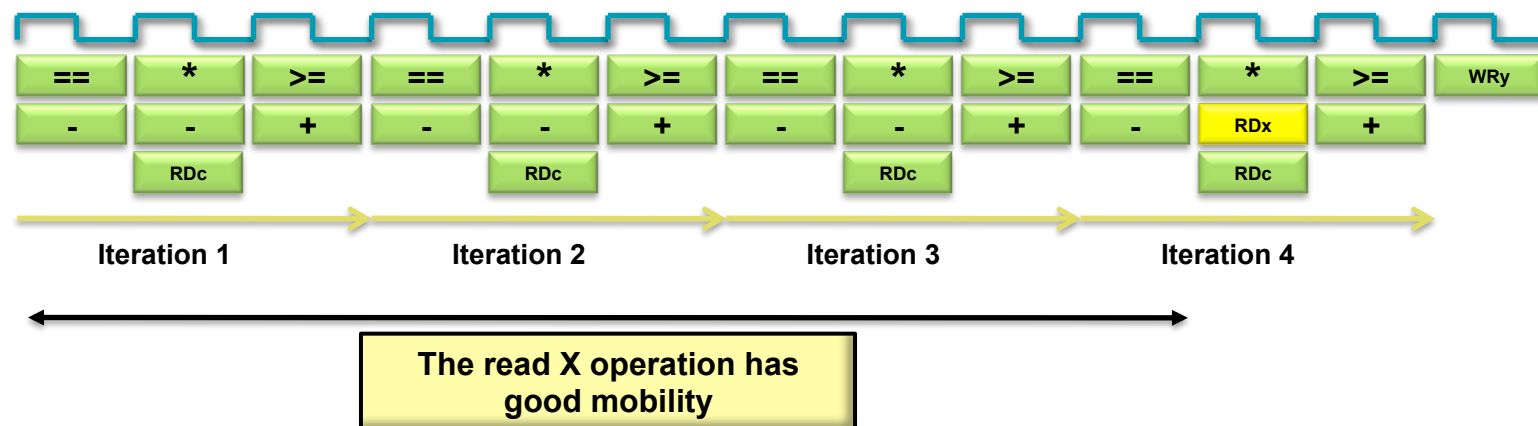 == * >= == * >= == * >= == * >= WRy
- - + - - + - - + - RDx +
RDc RDc RDc RDc
Iteration 1 Iteration 2 Iteration 3 Iteration 4
The read X operation has
good mobility